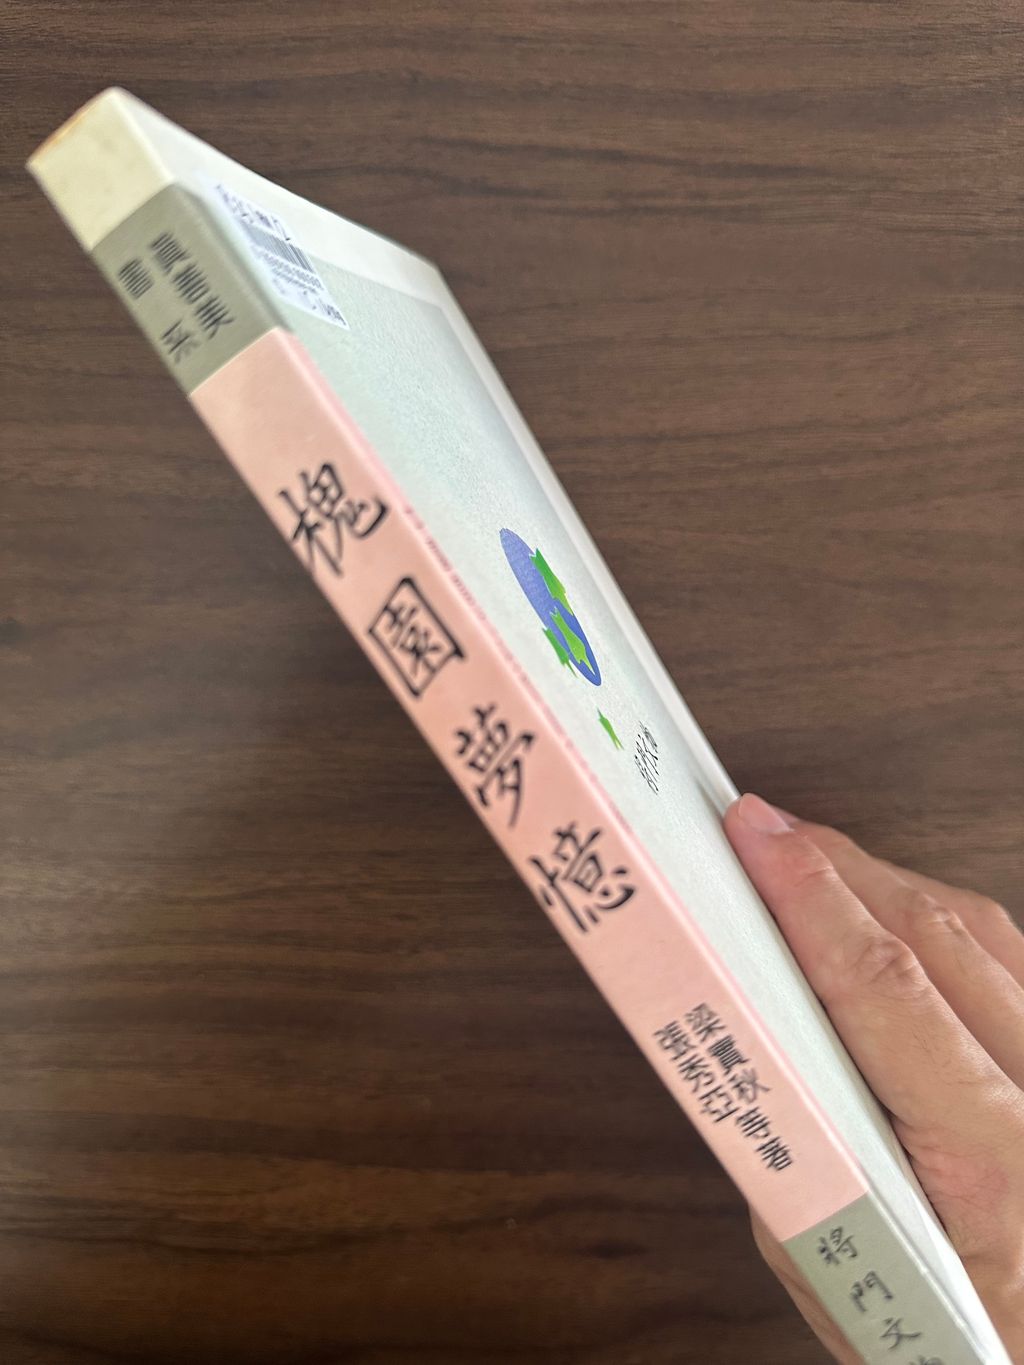 真善美
書系
槐園夢憶
梁實秋等著
張秀亞
將門文